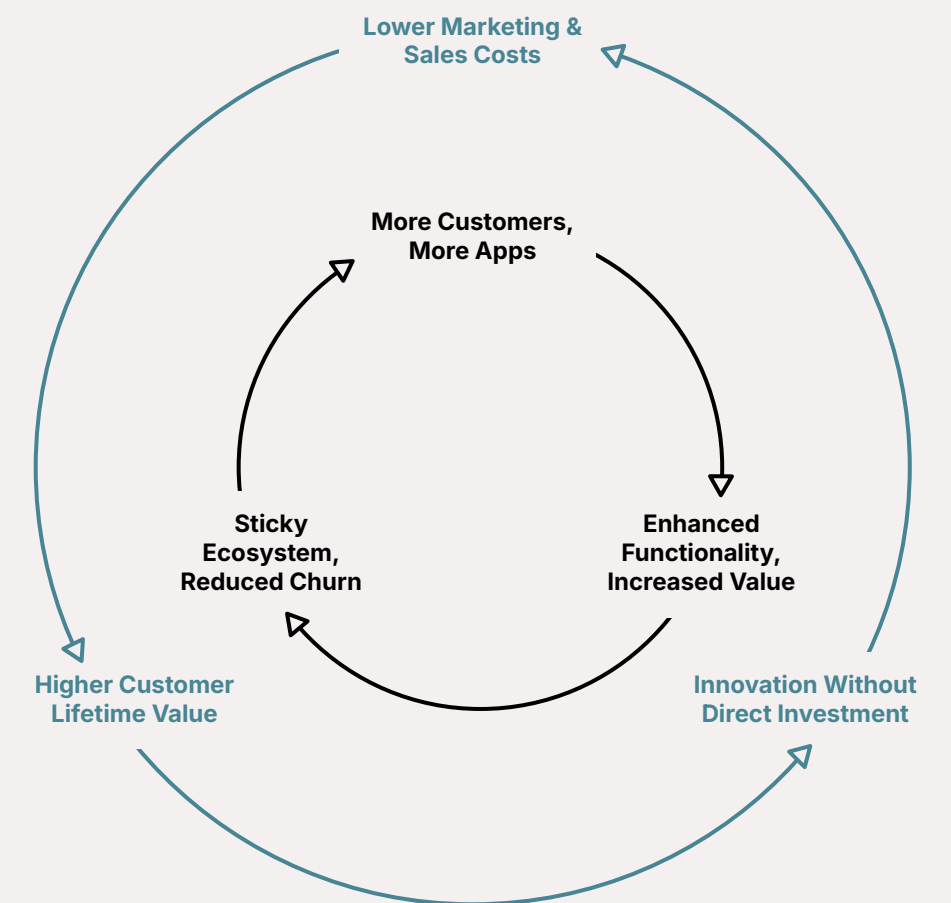 Lower Marketing &
Sales Costs
More Customers,
More Apps
Sticky
Ecosystem,
Reduced Churn
Enhanced
Functionality,
Increased Value
Higher Customer
Lifetime Value
Innovation Without
Direct Investment